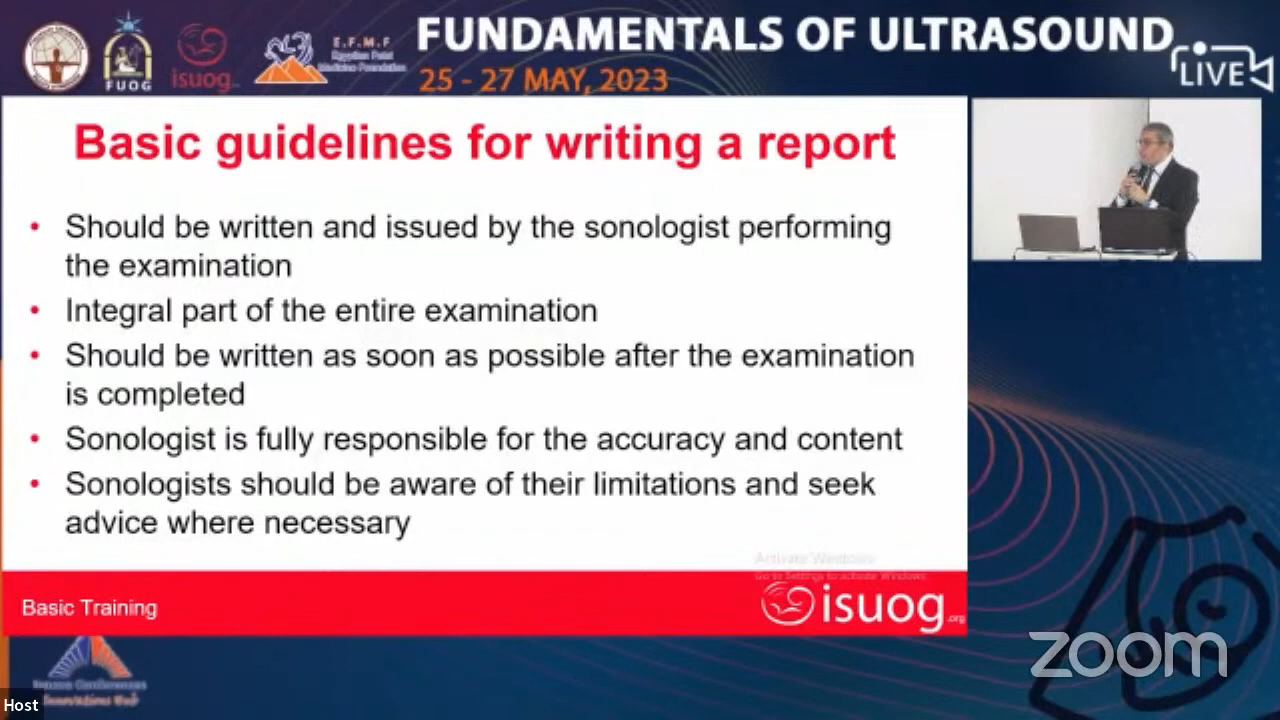 FUNDAMENTALS OF ULTRASOUND
25 - 27 MAY, 2023
LIVE
FUOG
isuog
E.F.M.F
Egyptian Fetal
Medicine Foundation
Basic guidelines for writing a report
• Should be written and issued by the sonologist performing
the examination
• Integral part of the entire examination
• Should be written as soon as possible after the examination
is completed
• Sonologist is fully responsible for the accuracy and content
• Sonologists should be aware of their limitations and seek
advice where necessary
Activate Windows
Go to Settings to activate Windows.
Basic Training
isuog.org
zoom
Host